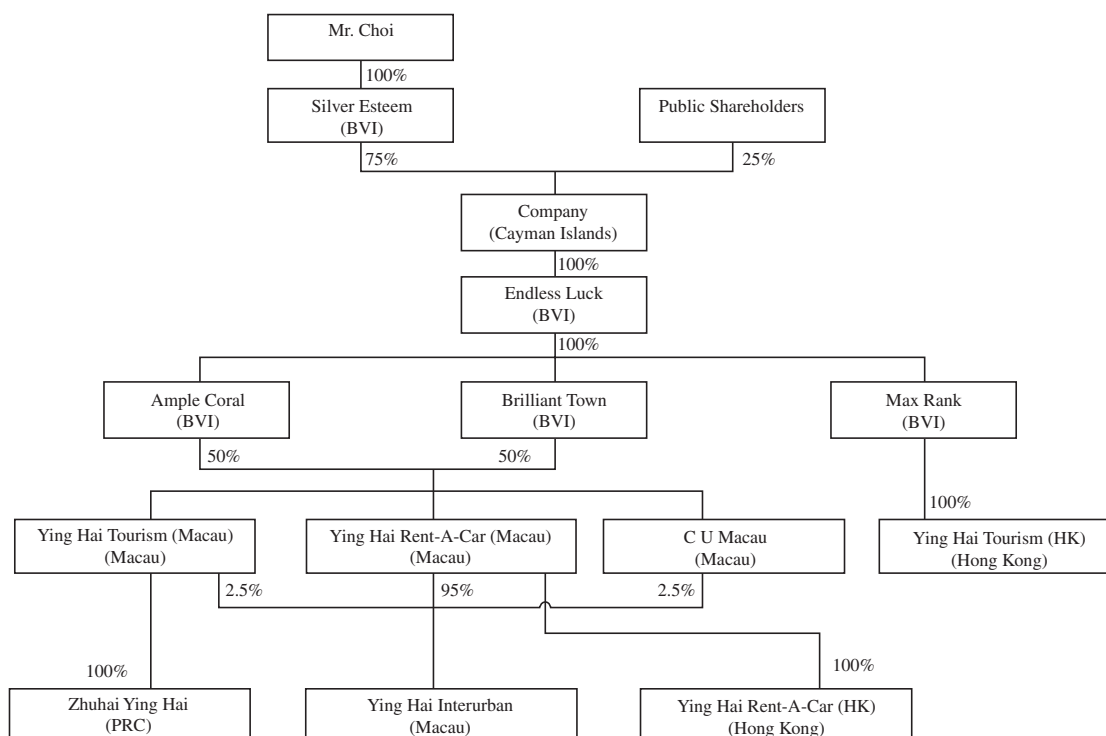 Mr. Choi
100%
Silver Esteem
(BVI)
Public Shareholders
75%
25%
Company
(Cayman Islands)
100%
Endless Luck
(BVI)
100%
Ample Coral
(BVI)
Brilliant Town
(BVI)
Max Rank
(BVI)
50%
50%
100%
Ying Hai Tourism (Macau)
(Macau)
Ying Hai Rent-A-Car (Macau)
(Macau)
C U Macau
(Macau)
Ying Hai Tourism (HK)
(Hong Kong)
2.5%
95%
2.5%
100%
100%
Zhuhai Ying Hai
(PRC)
Ying Hai Interurban
(Macau)
Ying Hai Rent-A-Car (HK)
(Hong Kong)